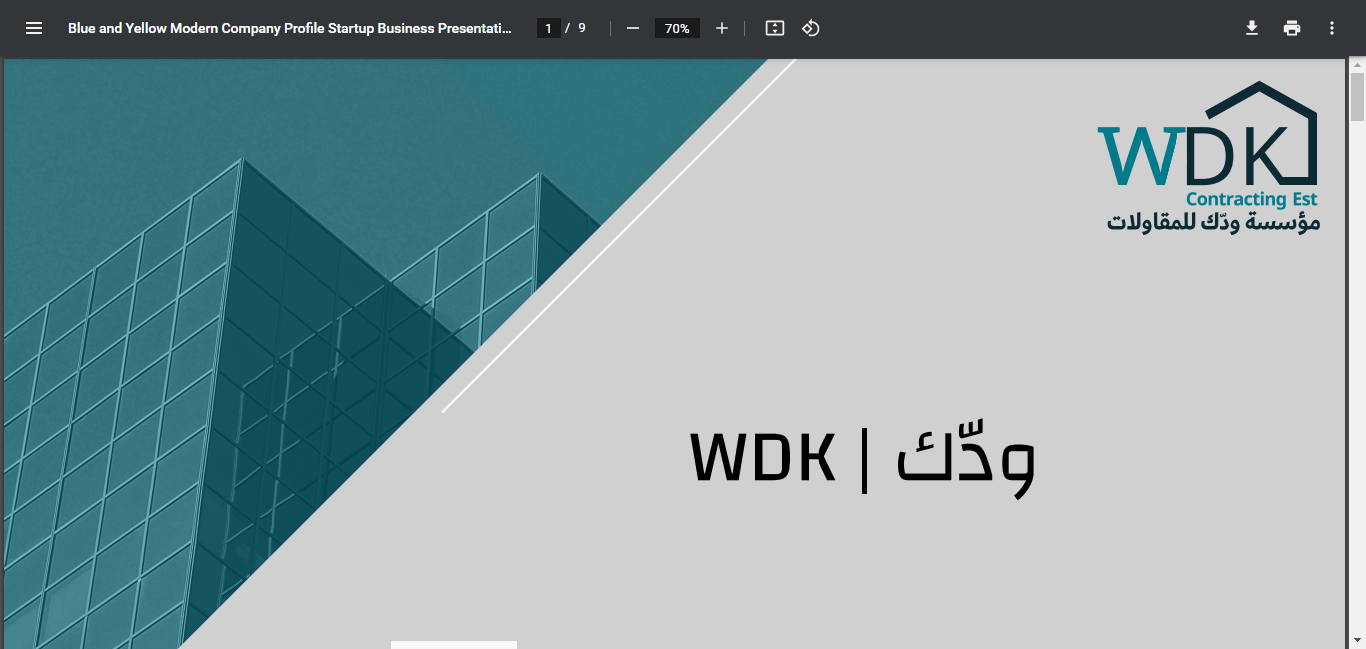 Blue and Yellow Modern Company Profile Startup Business Presentati...
1 / 9
70%
WDK
Contracting Est
مؤسسة ودّك للمقاولات
WDK | ودّك